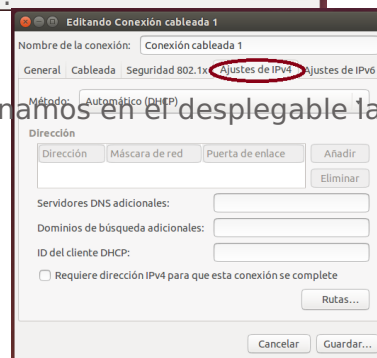 Editando Conexión cableada 1
Nombre de la conexión: Conexión cableada 1
General Cableada Seguridad 802.1x Ajustes de IPv4 Ajustes de IPv6
Método: Automático (DHCP)
namos en el desplegable la
Dirección
Dirección Máscara de red Puerta de enlace Añadir
Eliminar
Servidores DNS adicionales:
Dominios de búsqueda adicionales:
ID del cliente DHCP:
Requiere dirección IPv4 para que esta conexión se complete
Rutas...
Cancelar Guardar...